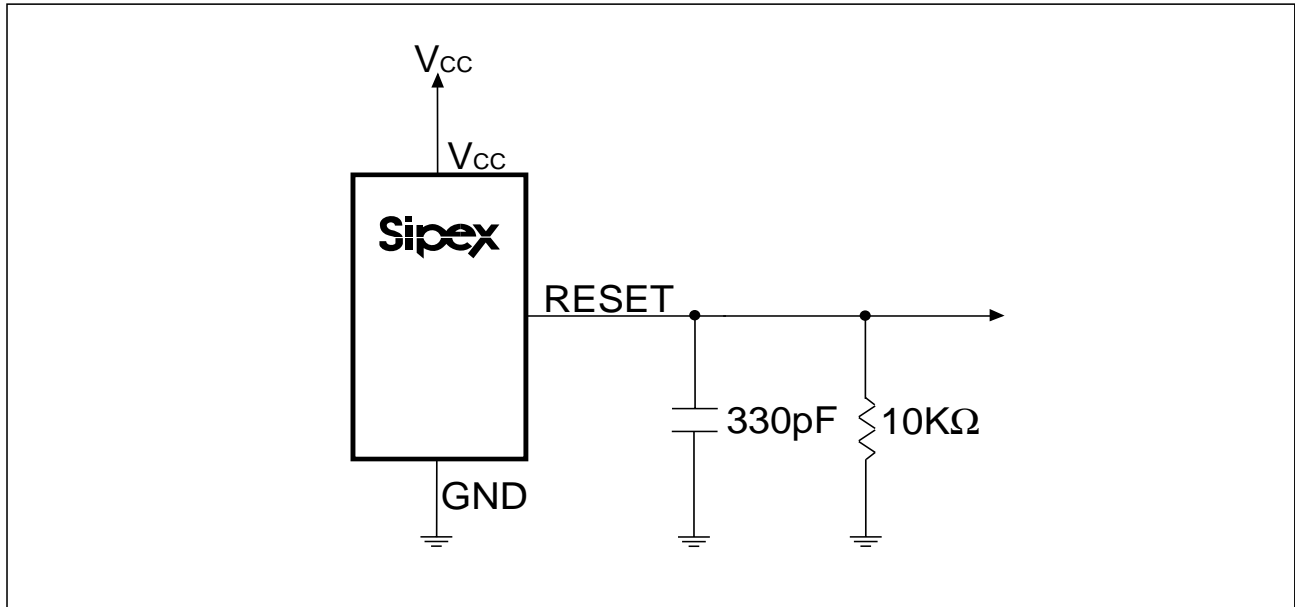 VCC
VCC
Sipex
RESET
330pF
10KΩ
GND